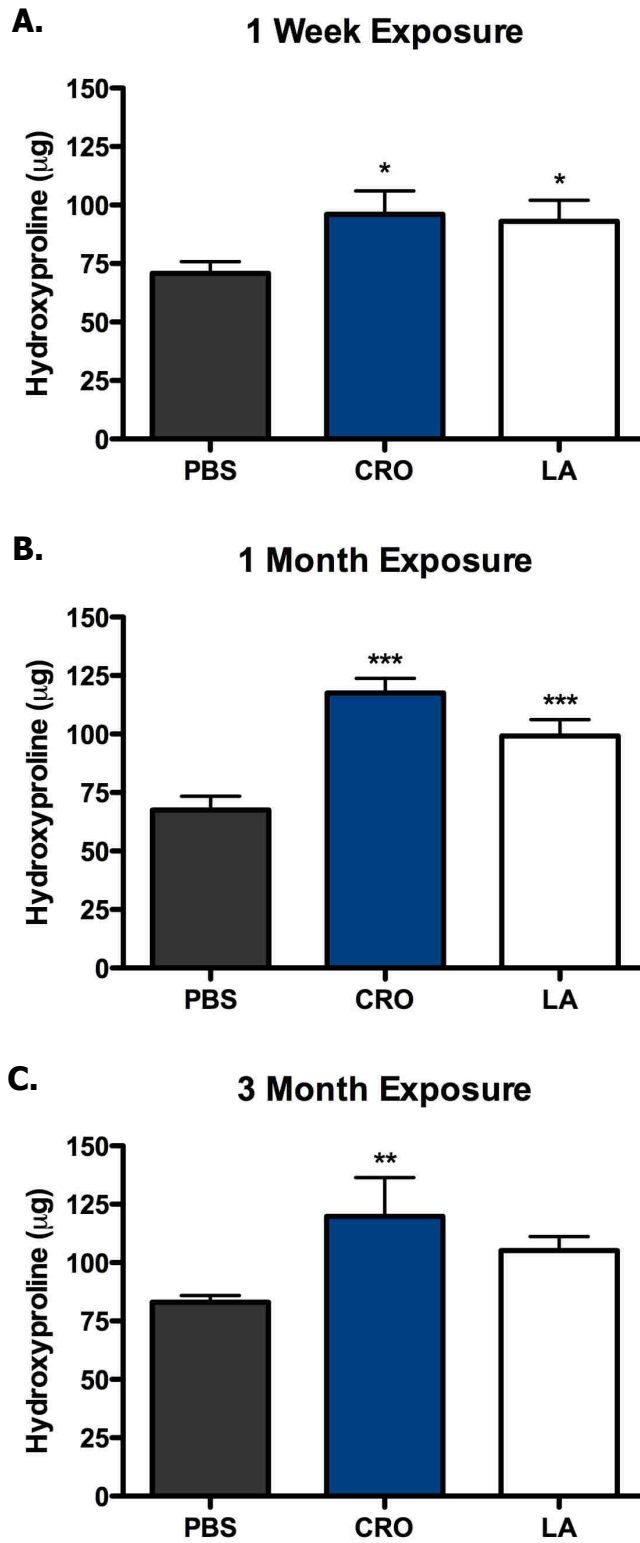 A.
1 Week Exposure
Hydroxyproline (µg)
150
125
100
75
50
25
0
*
*
PBS CRO LA
B.
1 Month Exposure
Hydroxyproline (µg)
150
125
100
75
50
25
0
***
***
PBS CRO LA
C.
3 Month Exposure
Hydroxyproline (µg)
150
125
100
75
50
25
0
**
PBS CRO LA